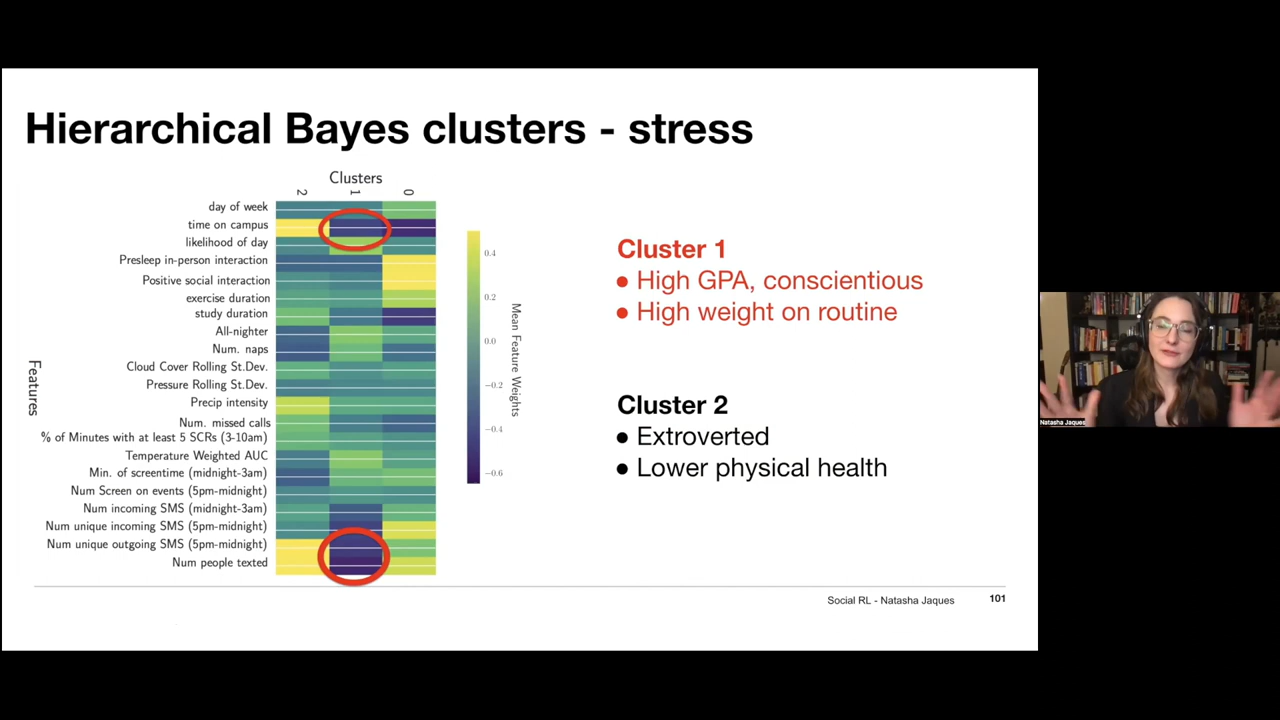 Hierarchical Bayes clusters - stress
Clusters
2 1 0
day of week
time on campus
likelihood of day
Presleep in-person interaction
Positive social interaction
exercise duration
study duration
All-nighter
Num. naps
Cloud Cover Rolling St.Dev.
Pressure Rolling St.Dev.
Precip intensity
Num. missed calls
% of Minutes with at least 5 SCRs (3-10am)
Temperature Weighted AUC
Min. of screentime (midnight-3am)
Num Screen on events (5pm-midnight)
Num incoming SMS (midnight-3am)
Num unique incoming SMS (5pm-midnight)
Num unique outgoing SMS (5pm-midnight)
Num people texted
Features
0.4
0.2
0.0
−0.2
−0.4
−0.6
Mean Feature Weights
Cluster 1
● High GPA, conscientious
● High weight on routine
Cluster 2
● Extroverted
● Lower physical health
Social RL - Natasha Jaques 101
Natasha Jaques